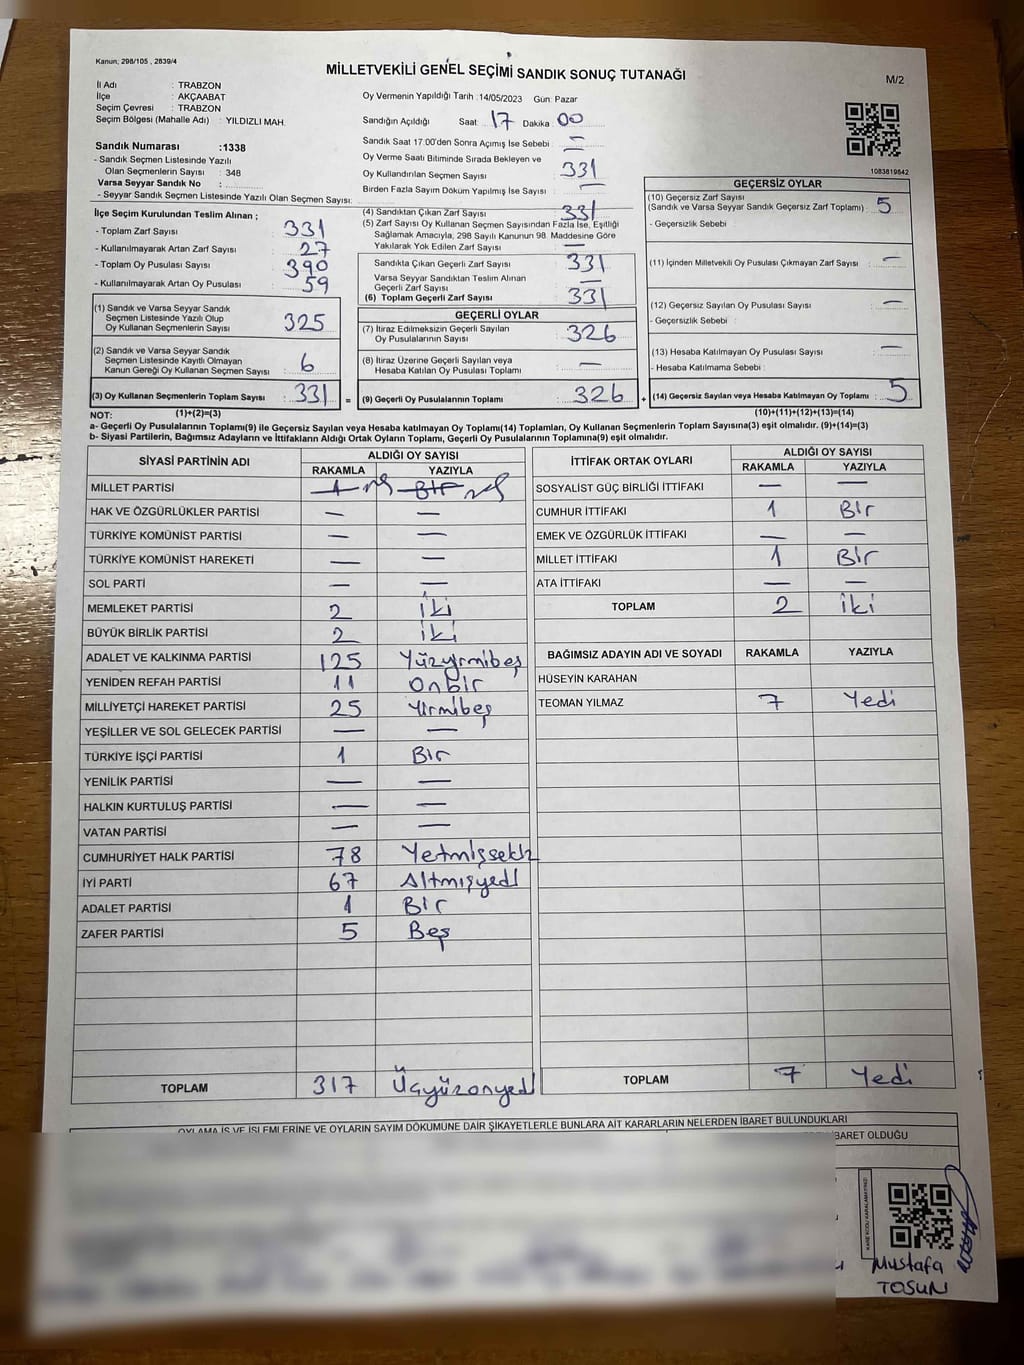 Kanun, 298/105 , 2839/4
MİLLETVEKİLİ GENEL SEÇİMİ SANDIK SONUÇ TUTANAĞI
M/2
İl Adı : TRABZON
İlçe : AKÇAABAT
Seçim Çevresi : TRABZON
Seçim Bölgesi (Mahalle Adı) : YILDIZLI MAH.
Sandık Numarası :1338
- Sandık Seçmen Listesinde Yazılı
Olan Seçmenlerin Sayısı : 348
Varsa Seyyar Sandık No :
- Seyyar Sandık Seçmen Listesinde Yazılı Olan Seçmen Sayısı:
Oy Vermenin Yapıldığı Tarih :14/05/2023 Gün: Pazar
Sandığın Açıldığı Saat: 17 Dakika 00
Sandık Saat 17:00'den Sonra Açımış İse Sebebi : —
Oy Verme Saati Bitiminde Sırada Bekleyen ve
Oy Kullandırılan Seçmen Sayısı : 331
Birden Fazla Sayım Döküm Yapılmış İse Sayısı : —
1083819842
İlçe Seçim Kurulundan Teslim Alınan ;
- Toplam Zarf Sayısı : 331
- Kullanılmayarak Artan Zarf Sayısı : 27
- Toplam Oy Pusulası Sayısı : 390
- Kullanılmayarak Artan Oy Pusulası : 59
(4) Sandıktan Çıkan Zarf Sayısı : 331
(5) Zarf Sayısı Oy Kullanan Seçmen Sayısından Fazla İse, Eşitliği
Sağlamak Amacıyla, 298 Sayılı Kanunun 98. Maddesine Göre
Yakılarak Yok Edilen Zarf Sayısı : —
Sandıkta Çıkan Geçerli Zarf Sayısı : 331
Varsa Seyyar Sandıktan Teslim Alınan
Geçerli Zarf Sayısı : —
(6) Toplam Geçerli Zarf Sayısı : 331
GEÇERSİZ OYLAR
(10) Geçersiz Zarf Sayısı
(Sandık ve Varsa Seyyar Sandık Geçersiz Zarf Toplamı) : 5
- Geçersizlik Sebebi :
(11) İçinden Milletvekili Oy Pusulası Çıkmayan Zarf Sayısı : —
(12) Geçersiz Sayılan Oy Pusulası Sayısı : —
- Geçersizlik Sebebi :
(13) Hesaba Katılmayan Oy Pusulası Sayısı : —
- Hesaba Katılmama Sebebi :
(14) Geçersiz Sayılan veya Hesaba Katılmayan Oy Toplamı : 5
(1) Sandık ve Varsa Seyyar Sandık
Seçmen Listesinde Yazılı Olup
Oy Kullanan Seçmenlerin Sayısı : 325
(2) Sandık ve Varsa Seyyar Sandık
Seçmen Listesinde Kayıtlı Olmayan
Kanun Gereği Oy Kullanan Seçmen Sayısı : 6
(3) Oy Kullanan Seçmenlerin Toplam Sayısı : 331 =
GEÇERLİ OYLAR
(7) İtiraz Edilmeksizin Geçerli Sayılan
Oy Pusulalarının Sayısı : 326
(8) İtiraz Üzerine Geçerli Sayılan veya
Hesaba Katılan Oy Pusulası Toplamı : —
(9) Geçerli Oy Pusulalarının Toplamı : 326 +
NOT: (1)+(2)=(3) (10)+(11)+(12)+(13)=(14)
a- Geçerli Oy Pusulalarının Toplamı(9) ile Geçersiz Sayılan veya Hesaba katılmayan Oy Toplamı(14) Toplamları, Oy Kullanan Seçmenlerin Toplam Sayısına(3) eşit olmalıdır. (9)+(14)=(3)
b- Siyasi Partilerin, Bağımsız Adayların ve İttifakların Aldığı Ortak Oyların Toplamı, Geçerli Oy Pusulalarının Toplamına(9) eşit olmalıdır.
SİYASİ PARTİNİN ADI ALDIĞI OY SAYISI
RAKAMLA YAZIYLA
MİLLET PARTİSİ 1 Bir
HAK VE ÖZGÜRLÜKLER PARTİSİ — —
TÜRKİYE KOMÜNİST PARTİSİ — —
TÜRKİYE KOMÜNİST HAREKETİ — —
SOL PARTİ — —
MEMLEKET PARTİSİ 2 iki
BÜYÜK BİRLİK PARTİSİ 2 iki
ADALET VE KALKINMA PARTİSİ 125 Yüzyirmibeş
YENİDEN REFAH PARTİSİ 11 Onbir
MİLLİYETÇİ HAREKET PARTİSİ 25 Yirmibeş
YEŞİLLER VE SOL GELECEK PARTİSİ — —
TÜRKİYE İŞÇİ PARTİSİ 1 Bir
YENİLİK PARTİSİ — —
HALKIN KURTULUŞ PARTİSİ — —
VATAN PARTİSİ — —
CUMHURİYET HALK PARTİSİ 78 Yetmişsekiz
İYİ PARTİ 67 Altmışyedi
ADALET PARTİSİ 1 Bir
ZAFER PARTİSİ 5 Beş
TOPLAM 317 Üçyüzonyedi
İTTİFAK ORTAK OYLARI ALDIĞI OY SAYISI
RAKAMLA YAZIYLA
SOSYALİST GÜÇ BİRLİĞİ İTTİFAKI — —
CUMHUR İTTİFAKI 1 Bir
EMEK VE ÖZGÜRLÜK İTTİFAKI — —
MİLLET İTTİFAKI 1 Bir
ATA İTTİFAKI — —
TOPLAM 2 iki
BAĞIMSIZ ADAYIN ADI VE SOYADI RAKAMLA YAZIYLA
HÜSEYİN KARAHAN
TEOMAN YILMAZ 7 Yedi
TOPLAM 7 Yedi
OYLAMA İŞ VE İŞLEMLERİNE VE OYLARIN SAYIM DÖKÜMÜNE DAİR ŞİKAYETLERLE BUNLARA AİT KARARLARIN NELERDEN İBARET BULUNDUKLARI
BARET OLDUĞU
KARE KODU KARALAMAYINIZ!
Mustafa
TOSUN